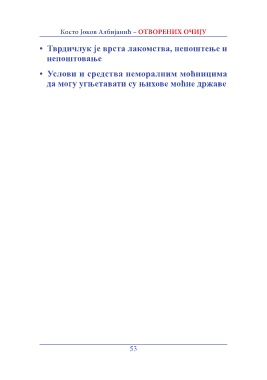 Косто Јоков Албијанић – ОТВОРЕНИХ ОЧИЈУ
• Тврдичлук је врста лакомства, непоштење и
непоштовање
• Услови и средства неморалним моћницима
да могу угњетавати су њихове моћне државе
53